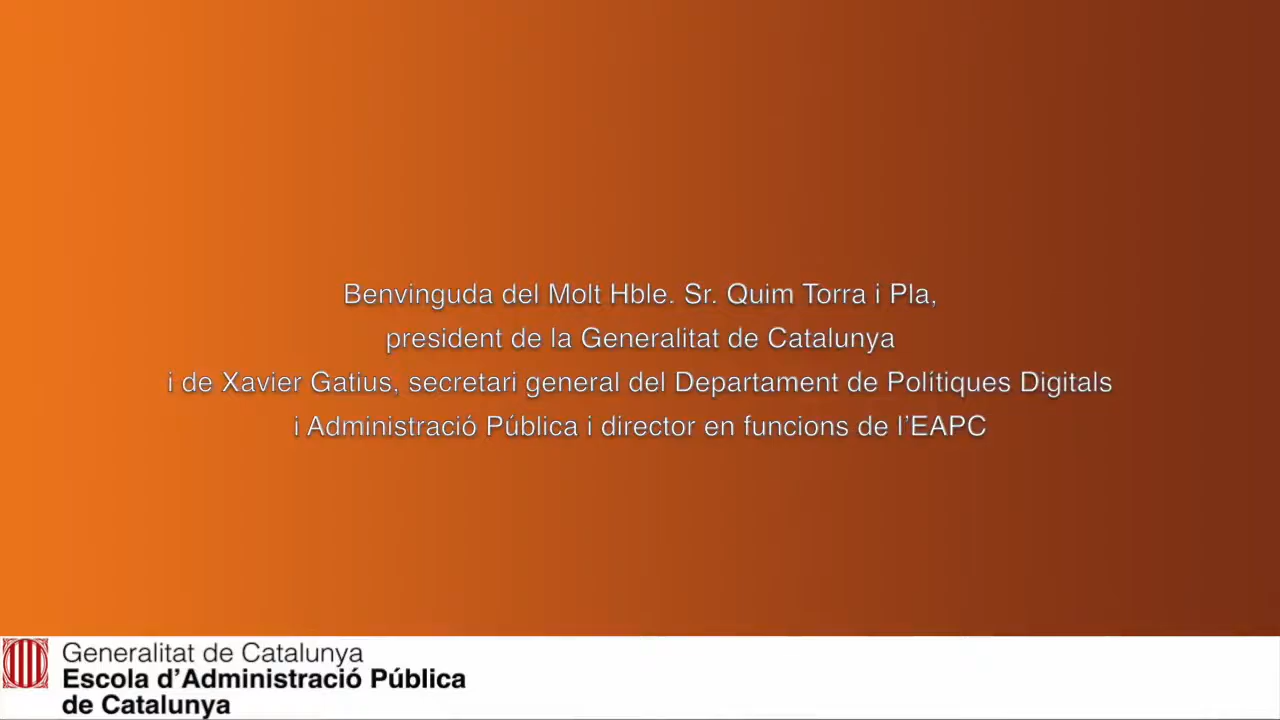 Benvinguda del Molt Hble. Sr. Quim Torra i Pla,
president de la Generalitat de Catalunya
i de Xavier Gatius, secretari general del Departament de Polítiques Digitals
i Administració Pública i director en funcions de l’EAPC
Generalitat de Catalunya
Escola d’Administració Pública
de Catalunya